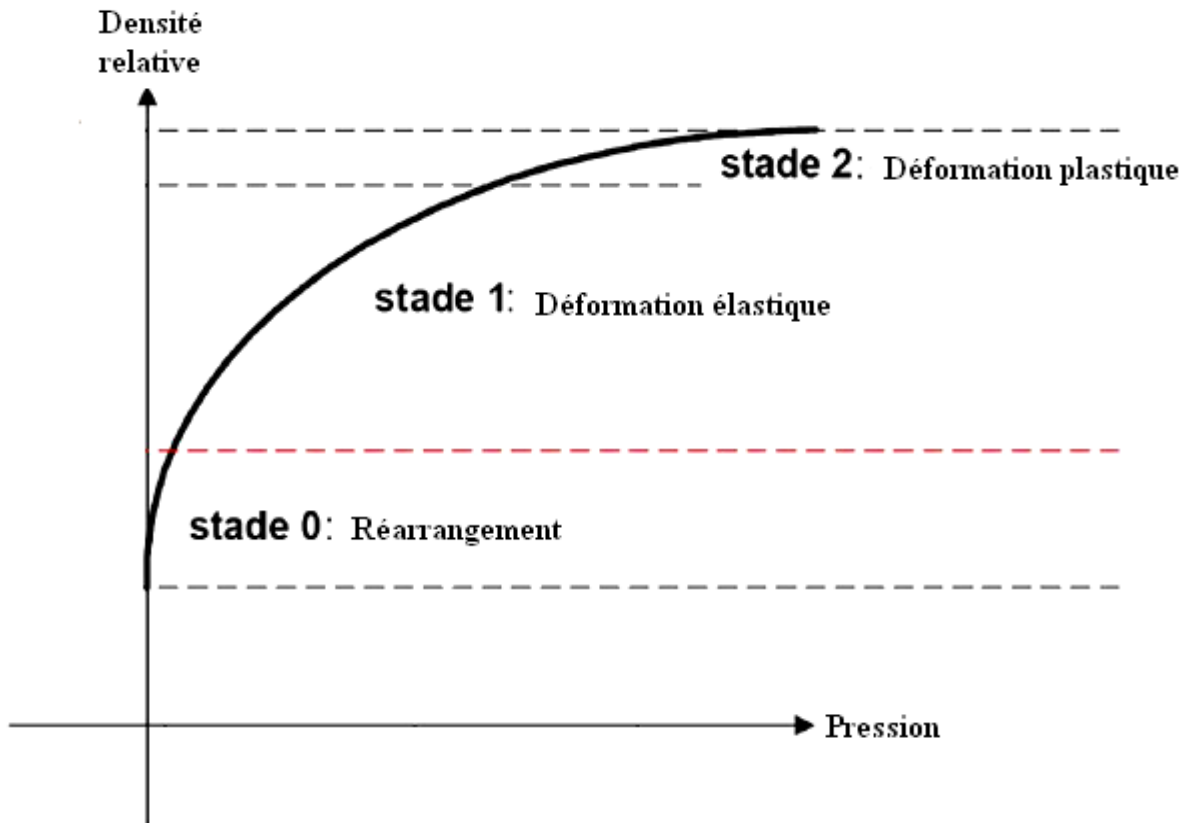 Densité
relative
stade 2: Déformation plastique
stade 1: Déformation élastique
stade 0: Réarrangement
Pression